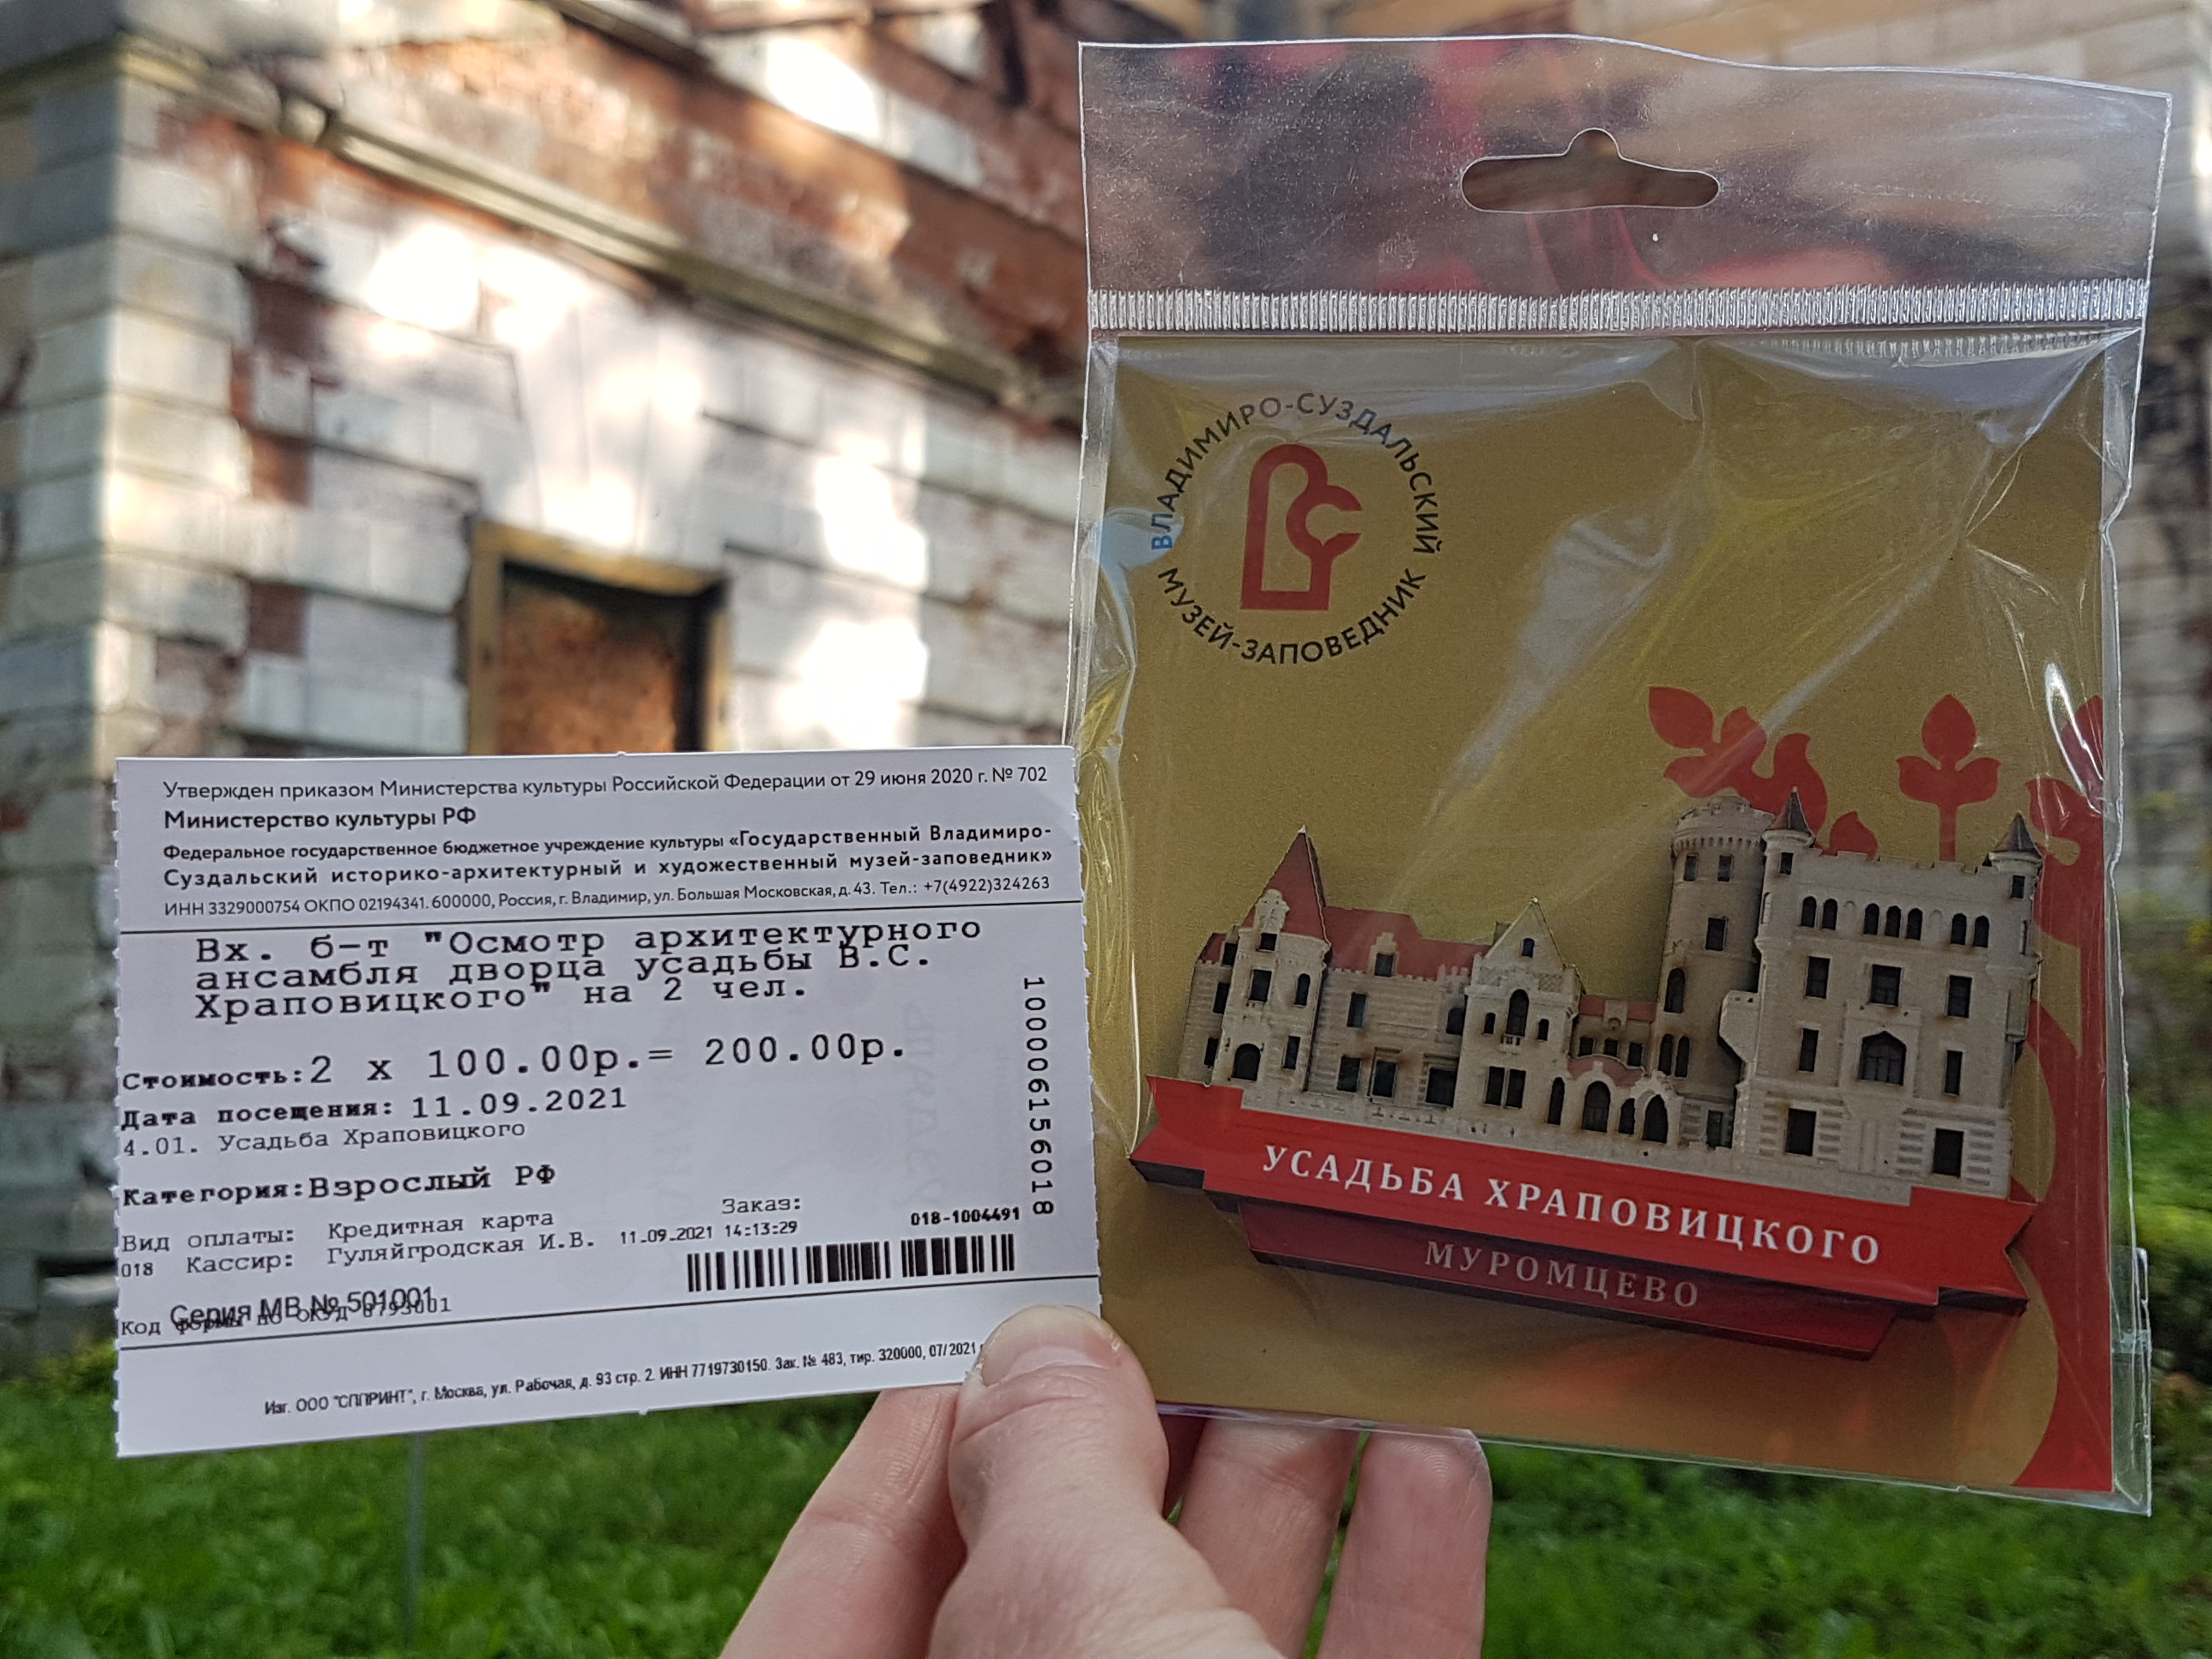 Утвержден приказом Министерства культуры Российской Федерации от 29 июня 2020 г. № 702
Министерство культуры РФ
Федеральное государственное бюджетное учреждение культуры «Государственный Владимиро-
Суздальский историко-архитектурный и художественный музей-заповедник»
ИНН 3329000754 ОКПО 02194341. 600000, Россия, г. Владимир, ул. Большая Московская, д. 43. Тел.: +7(4922)324263
Вх. б-т "Осмотр архитектурного
ансамбля дворца усадьбы В.С.
Храповицкого" на 2 чел.
Стоимость: 2 x 100.00р.= 200.00р.
Дата посещения: 11.09.2021
4.01. Усадьба Храповицкого
Категория: Взрослый РФ
Заказ:
Вид оплаты: Кредитная карта
018-1004491
018 Кассир: Гуляйгродская И.В. 11.09.2021 14:13:29
Серия МВ № 501001
Код формы по ОКУД 8793001
100006156018
Изг. ООО "СППРИНТ", г. Москва, ул. Рабочая, д. 93 стр. 2. ИНН 7719730150. Зак. № 483, тир. 320000, 07/2021
ВЛАДИМИРО-СУЗДАЛЬСКИЙ
МУЗЕЙ-ЗАПОВЕДНИК
УСАДЬБА ХРАПОВИЦКОГО
МУРОМЦЕВО